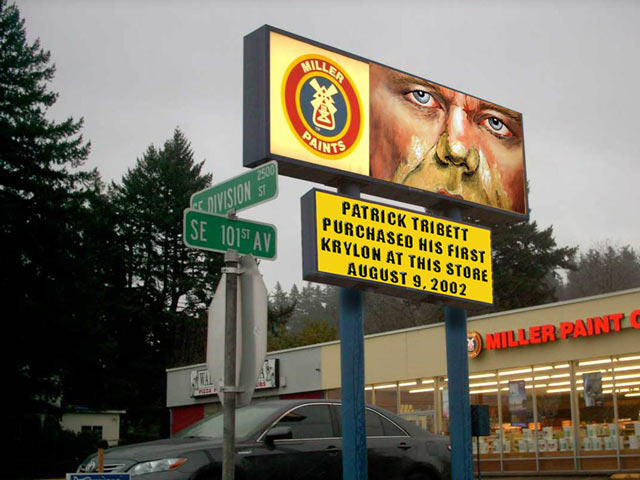 MILLER
PAINTS
PATRICK TRIBETT
PURCHASED HIS FIRST
KRYLON AT THIS STORE
AUGUST 9, 2002
2500
SE DIVISION ST
SE 101ST AV
MILLER PAINT
PIZZA